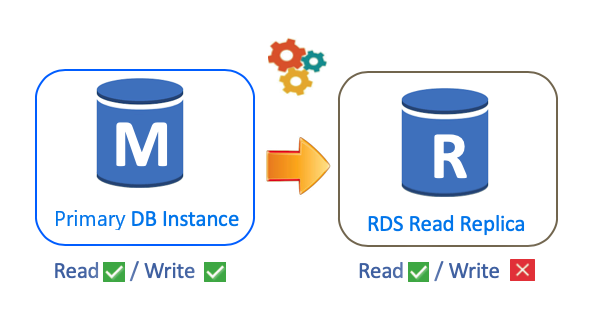 M
Primary DB Instance
Read ✅ / Write ✅
R
RDS Read Replica
Read ✅ / Write ❌